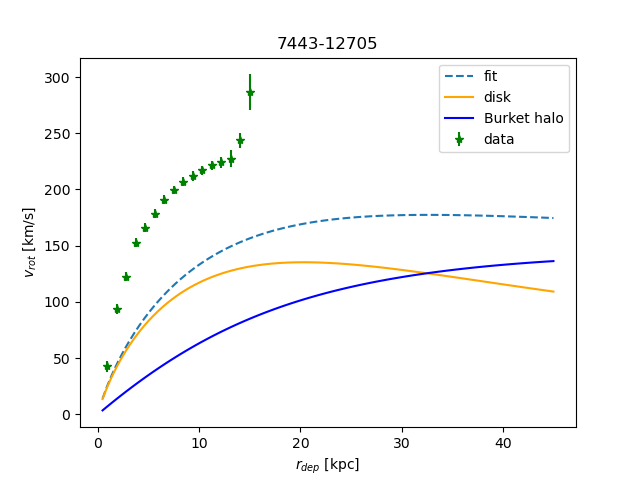 7443-12705
300
250
200
150
100
50
0
v_rot [km/s]
fit
disk
Burket halo
data
0 10 20 30 40
r_dep [kpc]